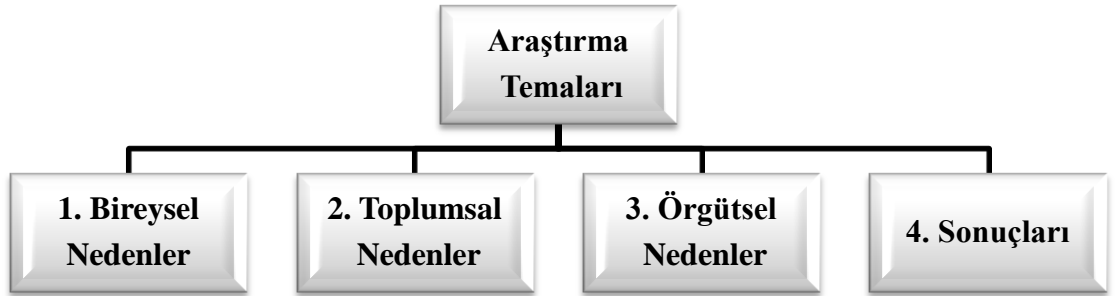 Araştırma
Temaları
1. Bireysel
Nedenler
2. Toplumsal
Nedenler
3. Örgütsel
Nedenler
4. Sonuçları